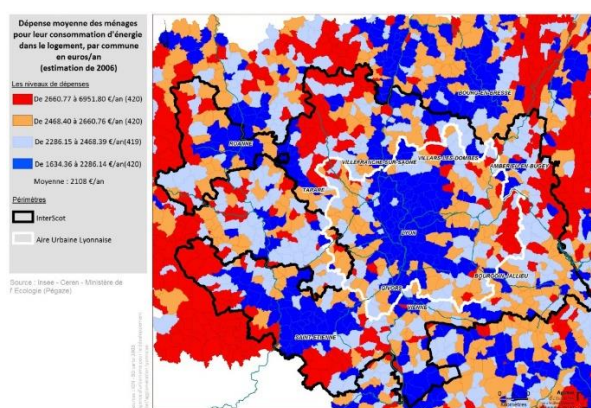 Dépense moyenne des ménages
pour leur consommation d'énergie
dans le logement, par commune
en euros/an
(estimation de 2006)
Les niveaux de dépenses
De 2660.77 à 6951.80 €/an (420)
De 2468.40 à 2660.76 €/an (420)
De 2286.15 à 2468.39 €/an(419)
De 1634.36 à 2286.14 €/an(420)
Moyenne : 2108 €/an
Périmètres
InterScot
Aire Urbaine Lyonnaise
Source : Insee - Ceren - Ministère de
l' Ecologie (Pégaze)
BOURG-EN-BRESSE
ROANNE
VILLEFRANCHE-SUR-SAONE
VILLARS-LES-DOMBES
AMBERIEU-EN-BUGEY
TARARE
LYON
BOURGOIN-JALLIEU
GIVORS
VIENNE
SAINT-ETIENNE
Kilomètres